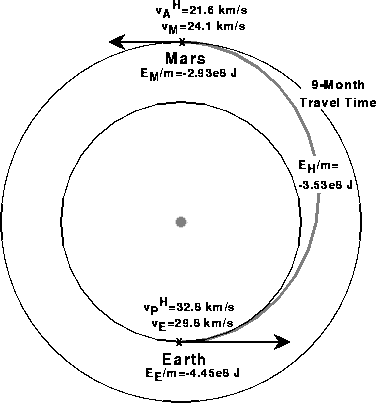 v_A^H=21.6 km/s
v_M=24.1 km/s
Mars
E_M/m=-2.93e8 J
9-Month
Travel Time
E_H/m=
-3.53e8 J
v_P^H=32.6 km/s
v_E=29.6 km/s
Earth
E_E/m=-4.45e8 J